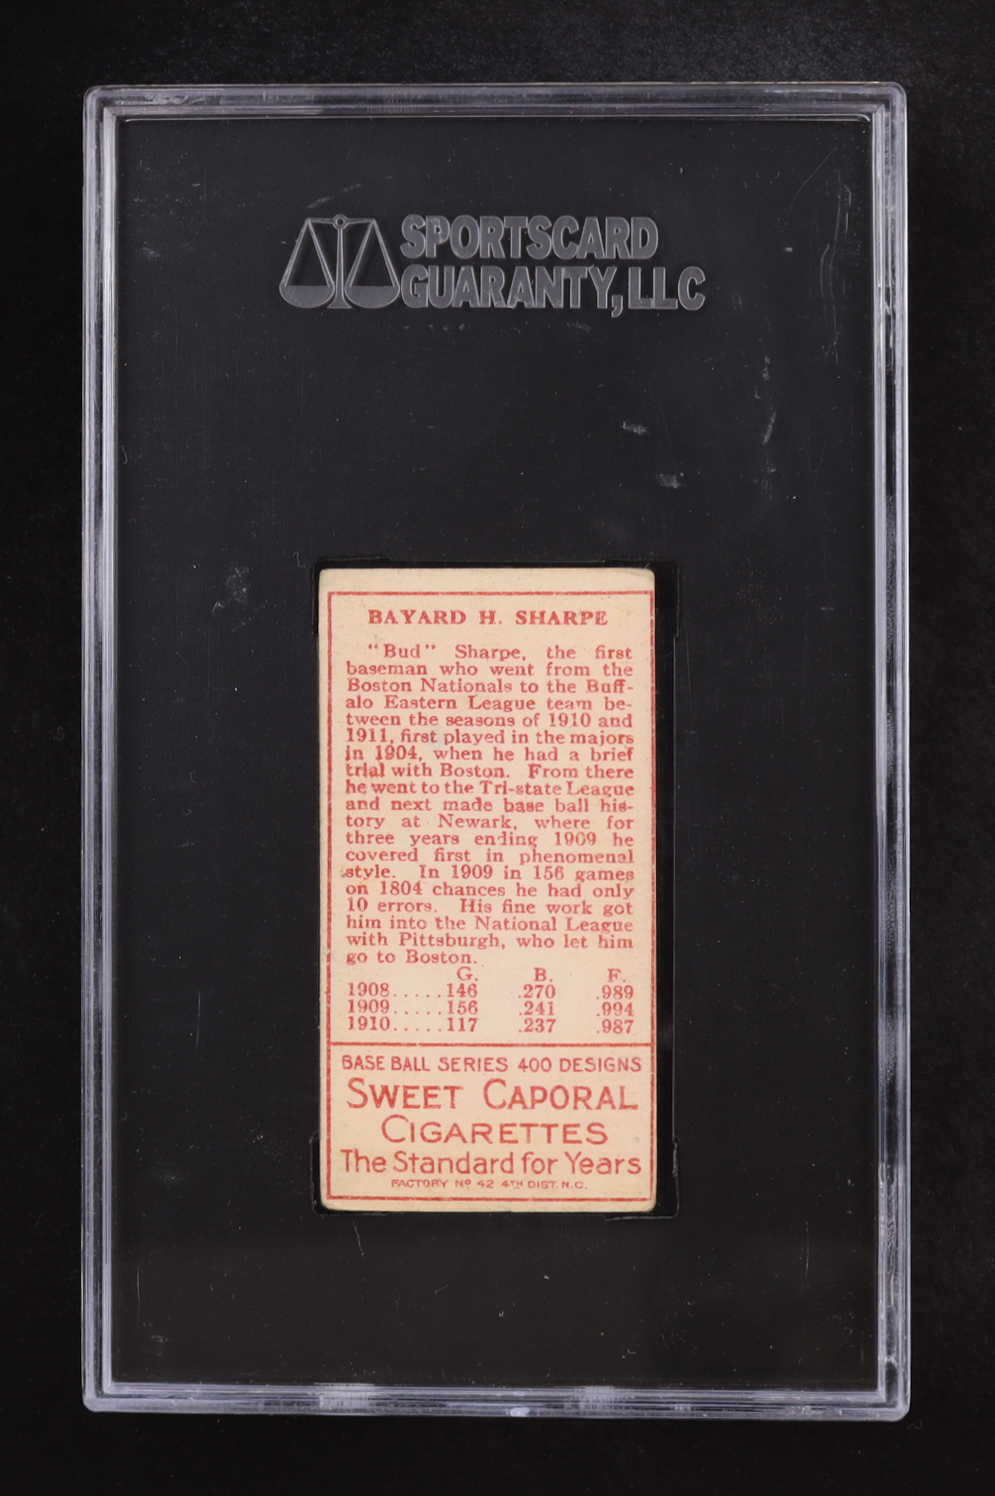 SPORTSCARD
GUARANTY, LLC
BAYARD H. SHARPE
"Bud" Sharpe, the first
baseman who went from the
Boston Nationals to the Buff-
alo Eastern League team be-
tween the seasons of 1910 and
1911, first played in the majors
in 1904, when he had a brief
trial with Boston. From there
he went to the Tri-state League
and next made base ball his-
tory at Newark, where for
three years ending 1909 he
covered first in phenomenal
style. In 1909 in 156 games
on 1804 chances he had only
10 errors. His fine work got
him into the National League
with Pittsburgh, who let him
go to Boston.
G. B. F.
1908.....146 .270 .989
1909.....156 .241 .994
1910.....117 .237 .987
BASE BALL SERIES 400 DESIGNS
SWEET CAPORAL
CIGARETTES
The Standard for Years
FACTORY Nº 42 4TH DIST. N.C.